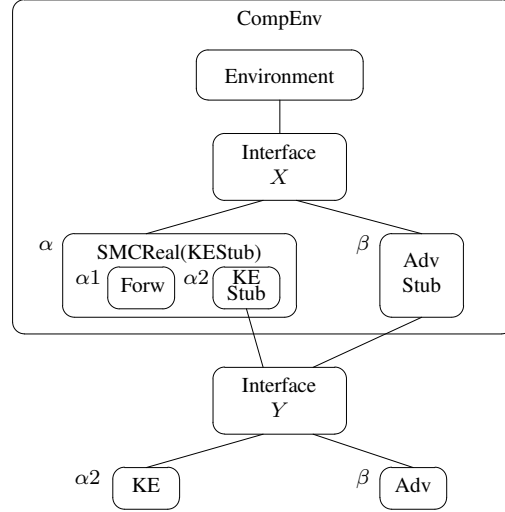 CompEnv
Environment
Interface
X
α
SMCReal(KEStub)
β
α1
Forw
α2
KE
Stub
Adv
Stub
Interface
Y
α2
KE
β
Adv